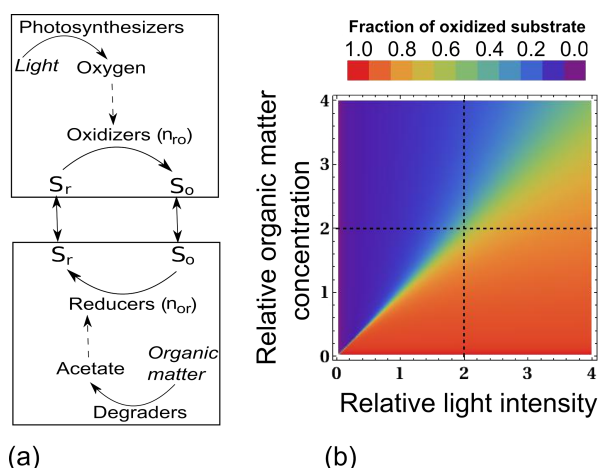 Photosynthesizers
Light
Oxygen
Oxidizers (nro)
Sr
So
Sr
So
Reducers (nor)
Acetate
Organic
matter
Degraders
(a)
Fraction of oxidized substrate
1.0 0.8 0.6 0.4 0.2 0.0
Relative organic matter
concentration
4
3
2
1
0
0 1 2 3 4
Relative light intensity
(b)